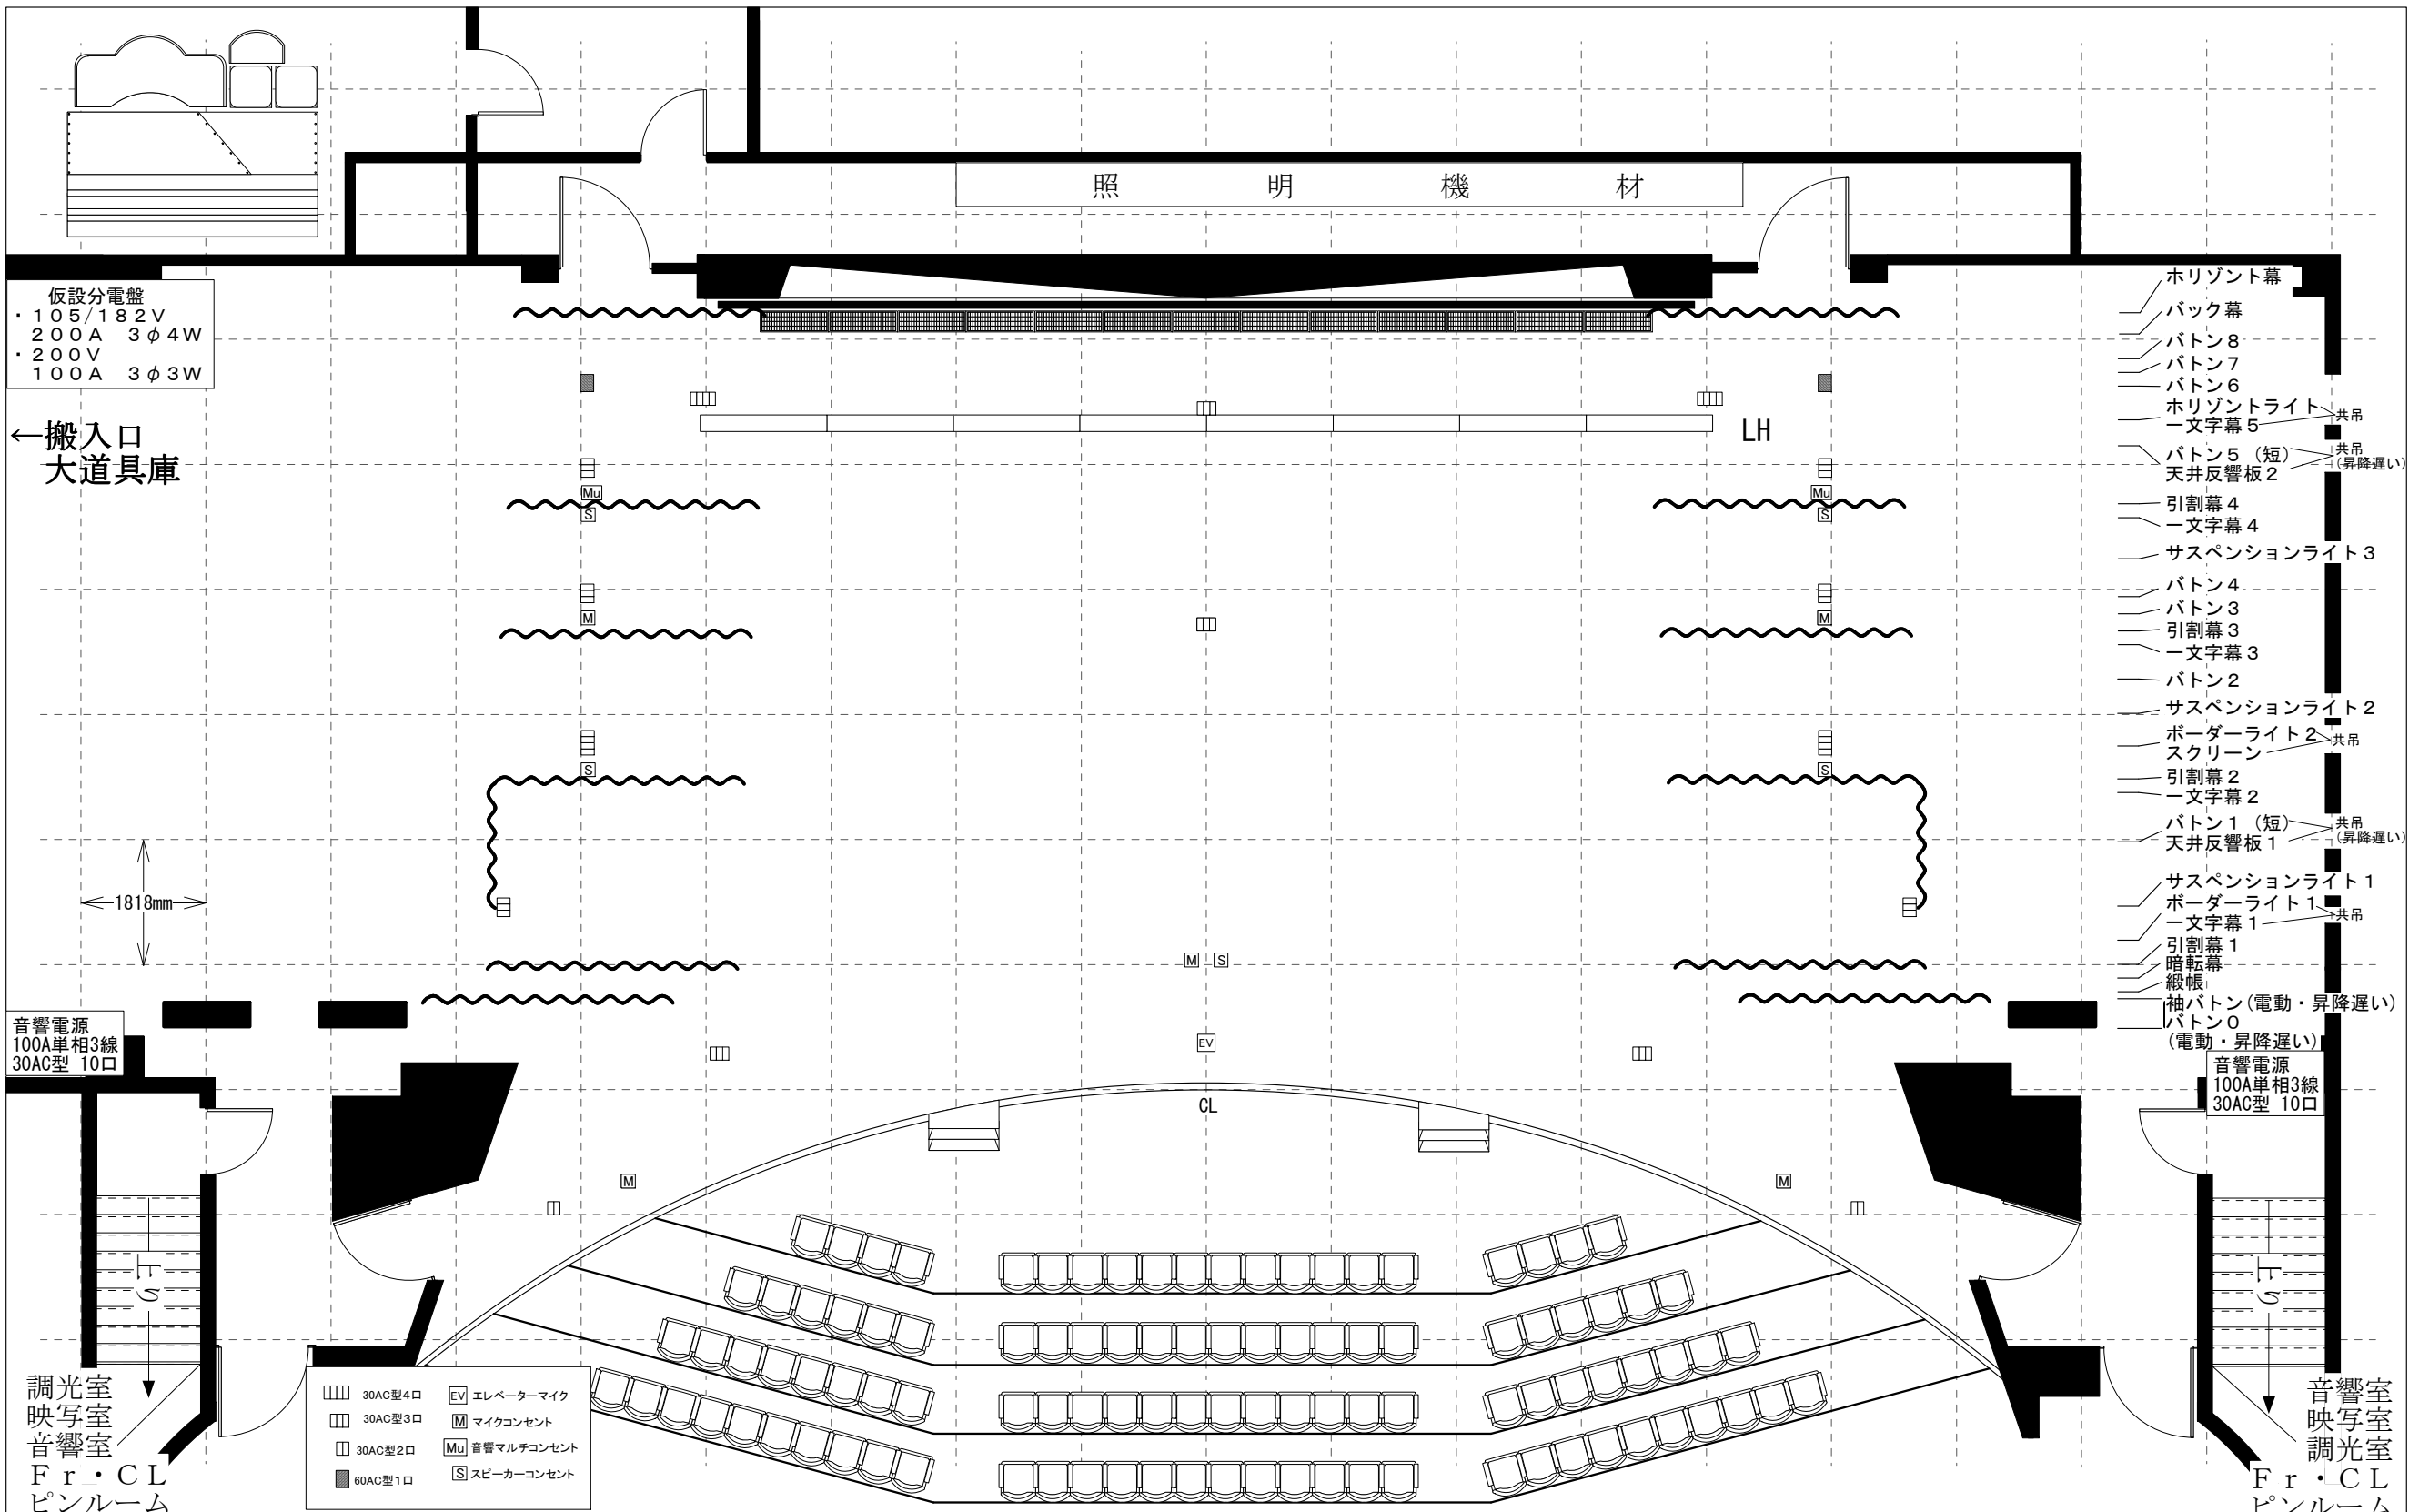 照明機材
仮設分電盤
・105/182V
200A 3φ4W
・200V
100A 3φ3W
←搬入口
大道具庫
LH
ホリゾント幕
バック幕
バトン8
バトン7
バトン6
ホリゾントライト
一文字幕5
共吊
バトン5(短)
天井反響板2
共吊
(昇降遅い)
引割幕4
一文字幕4
サスペンションライト3
バトン4
バトン3
引割幕3
一文字幕3
バトン2
サスペンションライト2
ボーダーライト2
スクリーン
共吊
引割幕2
一文字幕2
バトン1(短)
天井反響板1
共吊
(昇降遅い)
サスペンションライト1
ボーダーライト1
一文字幕1
共吊
引割幕1
暗転幕
緞帳
袖バトン(電動・昇降遅い)
バトン0
(電動・昇降遅い)
Mu
S
Mu
S
M
M
S
S
1818mm
M
S
EV
CL
M
M
音響電源
100A単相3線
30AC型 10口
音響電源
100A単相3線
30AC型 10口
上り
上り
調光室
映写室
音響室
Fr・CL
ピンルーム
30AC型4口
30AC型3口
30AC型2口
60AC型1口
EV エレベーターマイク
M マイクコンセント
Mu 音響マルチコンセント
S スピーカーコンセント
音響室
映写室
調光室
Fr・CL
ピンルーム